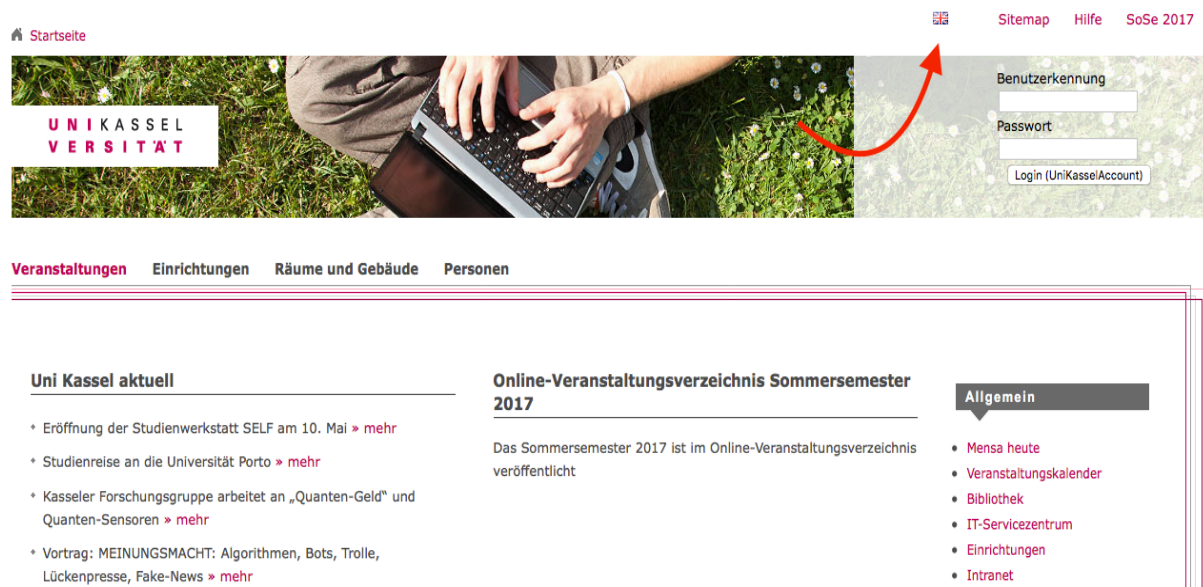 Startseite
Sitemap Hilfe SoSe 2017
UNIKASSEL
VERSITÄT
Benutzerkennung
Passwort
Login (UniKasselAccount)
Veranstaltungen Einrichtungen Räume und Gebäude Personen
Uni Kassel aktuell
Eröffnung der Studienwerkstatt SELF am 10. Mai » mehr
Studienreise an die Universität Porto » mehr
Kasseler Forschungsgruppe arbeitet an „Quanten-Geld“ und
Quanten-Sensoren » mehr
Vortrag: MEINUNGSMACHT: Algorithmen, Bots, Trolle,
Lückenpresse, Fake-News » mehr
Online-Veranstaltungsverzeichnis Sommersemester
2017
Das Sommersemester 2017 ist im Online-Veranstaltungsverzeichnis
veröffentlicht
Allgemein
Mensa heute
Veranstaltungskalender
Bibliothek
IT-Servicezentrum
Einrichtungen
Intranet